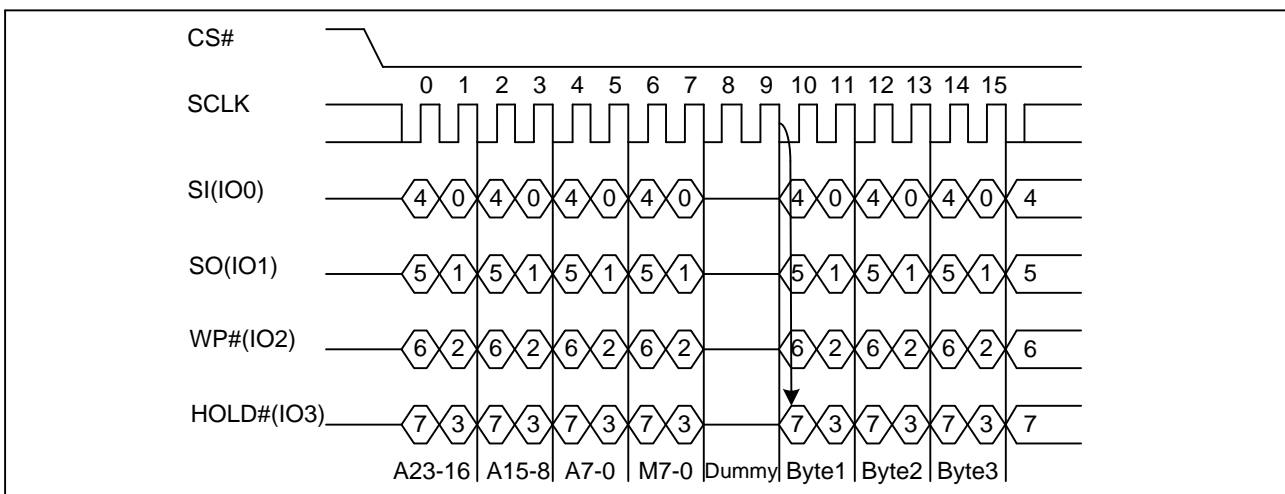 CS#
0 1 2 3 4 5 6 7 8 9 10 11 12 13 14 15
SCLK
SI(IO0) 4 0 4 0 4 0 4 0 4 0 4 0 4 0 4
SO(IO1) 5 1 5 1 5 1 5 1 5 1 5 1 5 1 5
WP#(IO2) 6 2 6 2 6 2 6 2 6 2 6 2 6 2 6
HOLD#(IO3) 7 3 7 3 7 3 7 3 7 3 7 3 7 3 7
A23-16 A15-8 A7-0 M7-0 Dummy Byte1 Byte2 Byte3